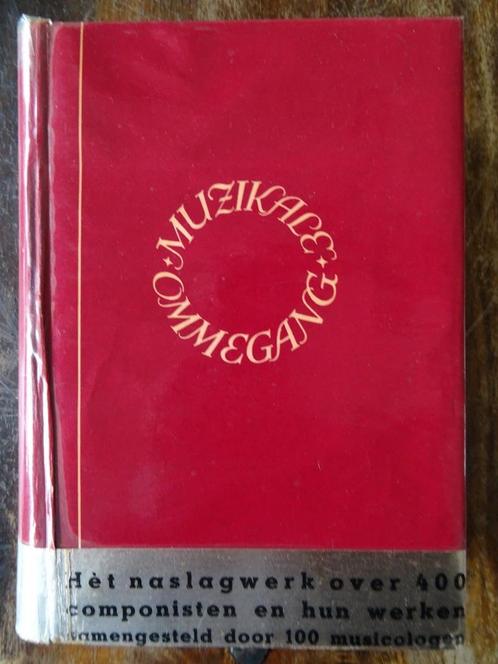 MUZIKALE
OMMEGANG
Hèt naslagwerk over 400
componisten en hun werken
samengesteld door 100 musicologen